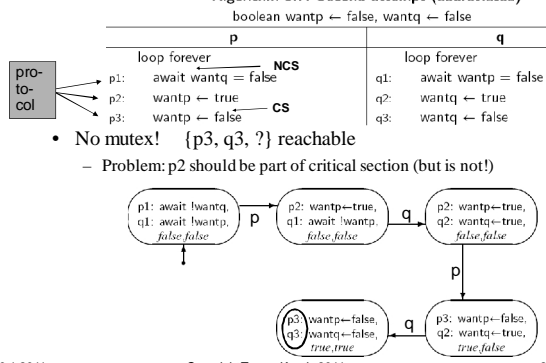 boolean wantp ← false, wantq ← false
p q
loop forever loop forever
NCS
pro-
to-
col
p1: await wantq = false q1: await wantp = false
p2: wantp ← true q2: wantq ← true
CS
p3: wantp ← false q3: wantq ← false
• No mutex! {p3, q3, ?} reachable
– Problem: p2 should be part of critical section (but is not!)
p1: await !wantq,
q1: await !wantp,
false,false
p
p2: wantp←true,
q1: await !wantp,
false,false
q
p2: wantp←true,
q2: wantq←true,
false,false
p
p3: wantp←false,
q3: wantq←false,
true,true
q
p3: wantp←false,
q2: wantq←true,
true,false